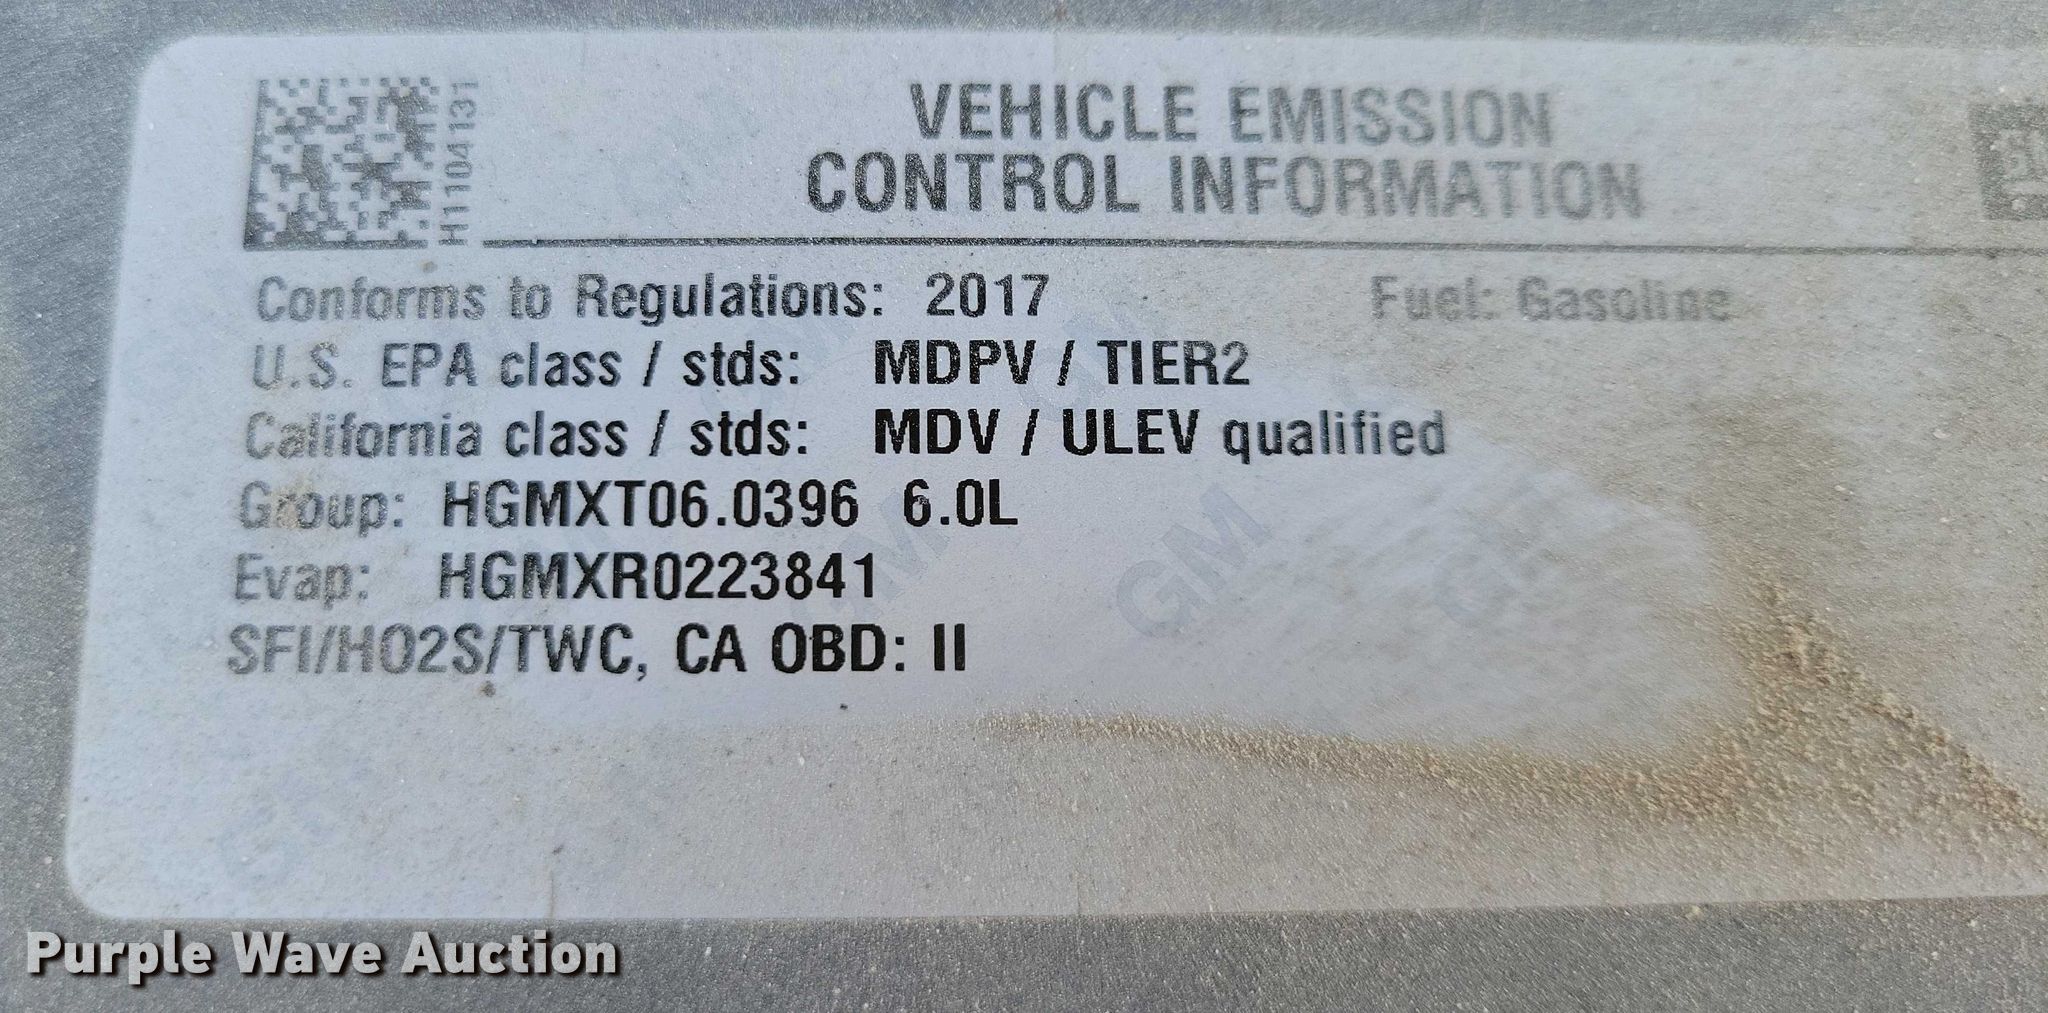 H1104131
VEHICLE EMISSION
CONTROL INFORMATION
Conforms to Regulations: 2017 Fuel: Gasoline
U.S. EPA class / stds: MDPV / TIER2
California class / stds: MDV / ULEV qualified
Group: HGMXT06.0396 6.0L
Evap: HGMXR0223841
SFI/HO2S/TWC, CA OBD: II
GM
Purple Wave Auction